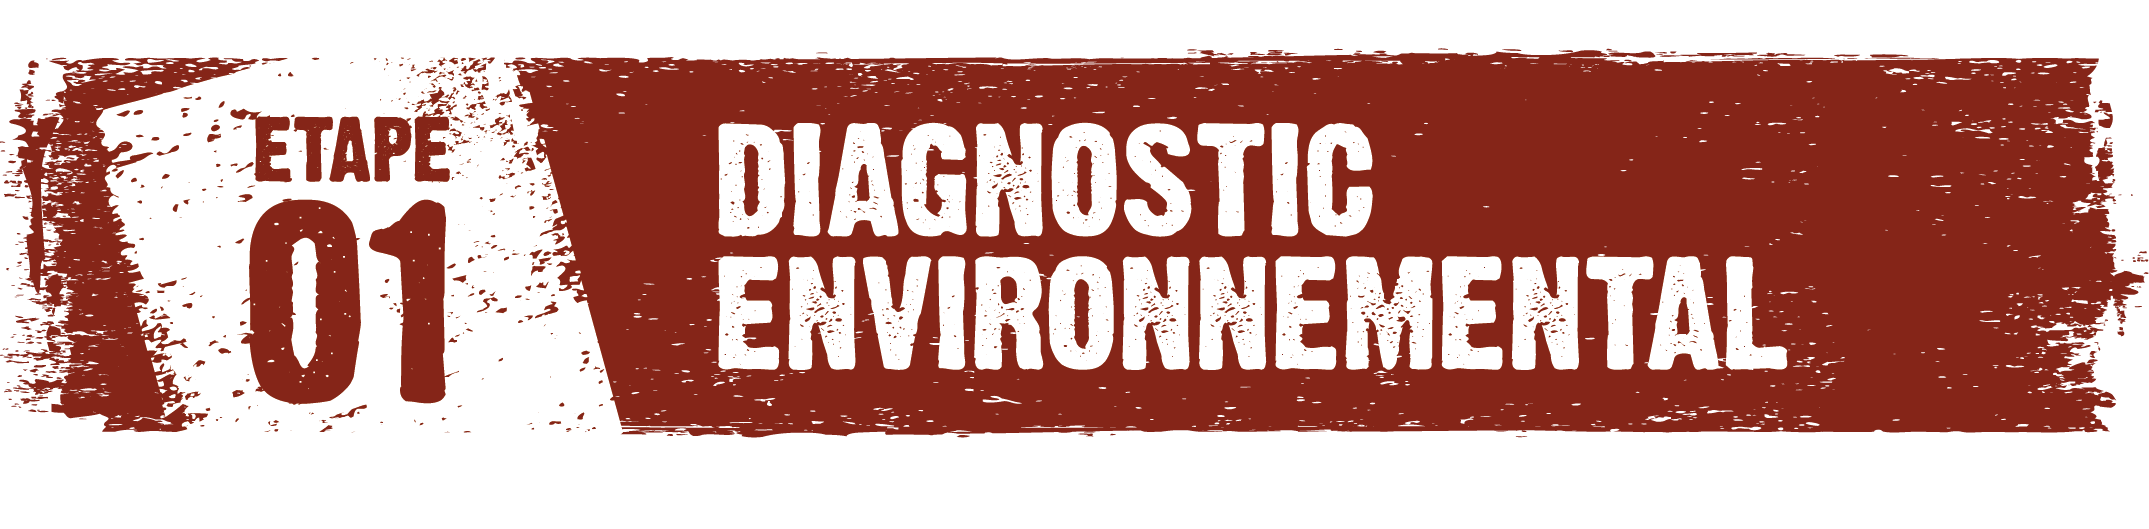 ETAPE
01
DIAGNOSTIC
ENVIRONNEMENTAL